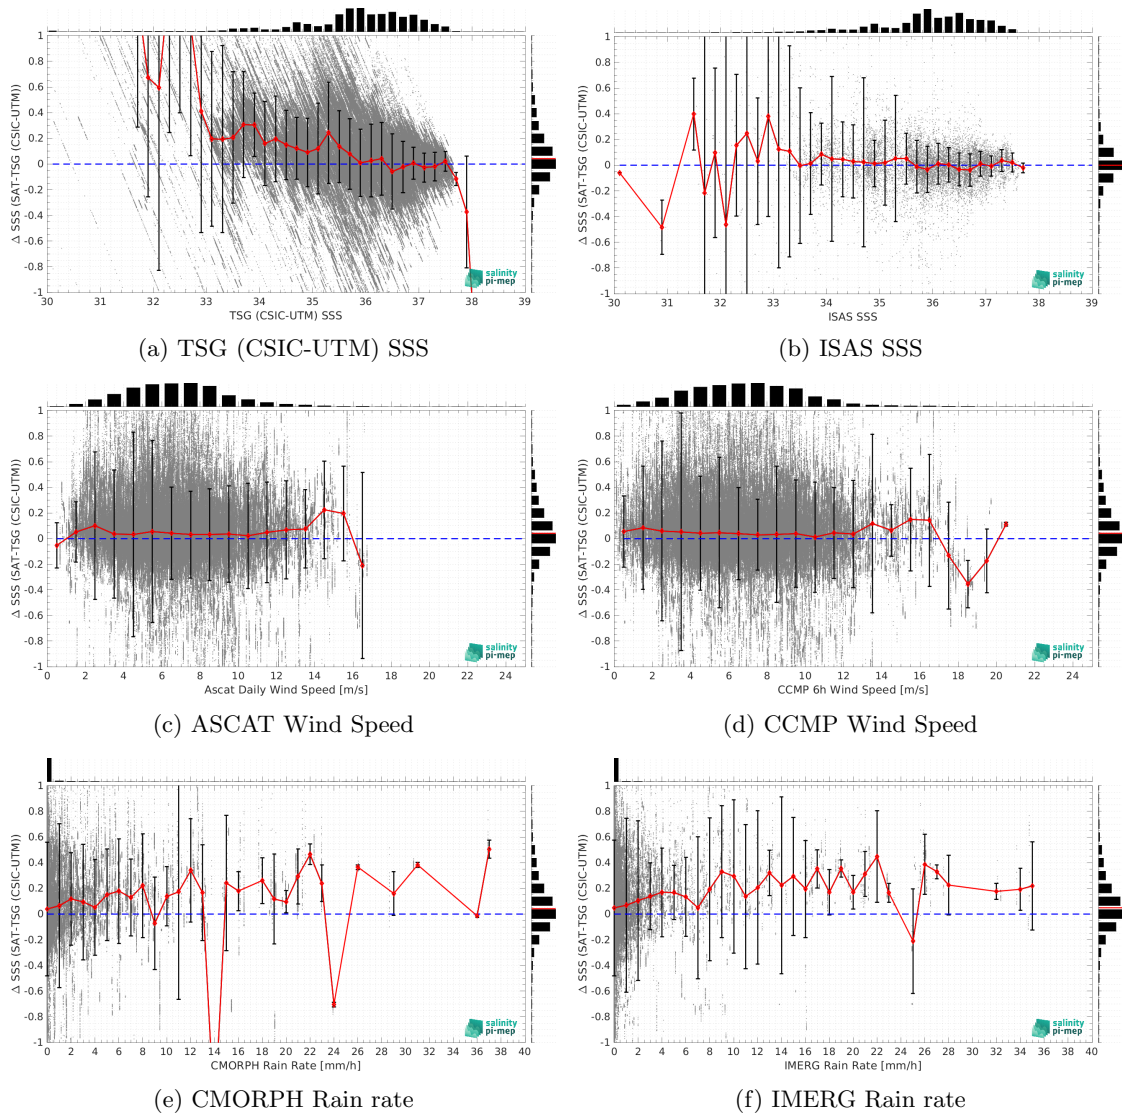 Δ SSS (SAT-TSG (CSIC-UTM))
1
0.8
0.6
0.4
0.2
0
-0.2
-0.4
-0.6
-0.8
-1
30 31 32 33 34 35 36 37 38 39
TSG (CSIC-UTM) SSS
salinity
pi-mep
(a) TSG (CSIC-UTM) SSS
Δ SSS (SAT-TSG (CSIC-UTM))
1
0.8
0.6
0.4
0.2
0
-0.2
-0.4
-0.6
-0.8
-1
30 31 32 33 34 35 36 37 38 39
ISAS SSS
salinity
pi-mep
(b) ISAS SSS
Δ SSS (SAT-TSG (CSIC-UTM))
1
0.8
0.6
0.4
0.2
0
-0.2
-0.4
-0.6
-0.8
-1
0 2 4 6 8 10 12 14 16 18 20 22 24
Ascat Daily Wind Speed [m/s]
salinity
pi-mep
(c) ASCAT Wind Speed
Δ SSS (SAT-TSG (CSIC-UTM))
1
0.8
0.6
0.4
0.2
0
-0.2
-0.4
-0.6
-0.8
-1
0 2 4 6 8 10 12 14 16 18 20 22 24
CCMP 6h Wind Speed [m/s]
salinity
pi-mep
(d) CCMP Wind Speed
Δ SSS (SAT-TSG (CSIC-UTM))
1
0.8
0.6
0.4
0.2
0
-0.2
-0.4
-0.6
-0.8
-1
0 2 4 6 8 10 12 14 16 18 20 22 24 26 28 30 32 34 36 38 40
CMORPH Rain Rate [mm/h]
salinity
pi-mep
(e) CMORPH Rain rate
Δ SSS (SAT-TSG (CSIC-UTM))
1
0.8
0.6
0.4
0.2
0
-0.2
-0.4
-0.6
-0.8
-1
0 2 4 6 8 10 12 14 16 18 20 22 24 26 28 30 32 34 36 38 40
IMERG Rain Rate [mm/h]
salinity
pi-mep
(f) IMERG Rain rate